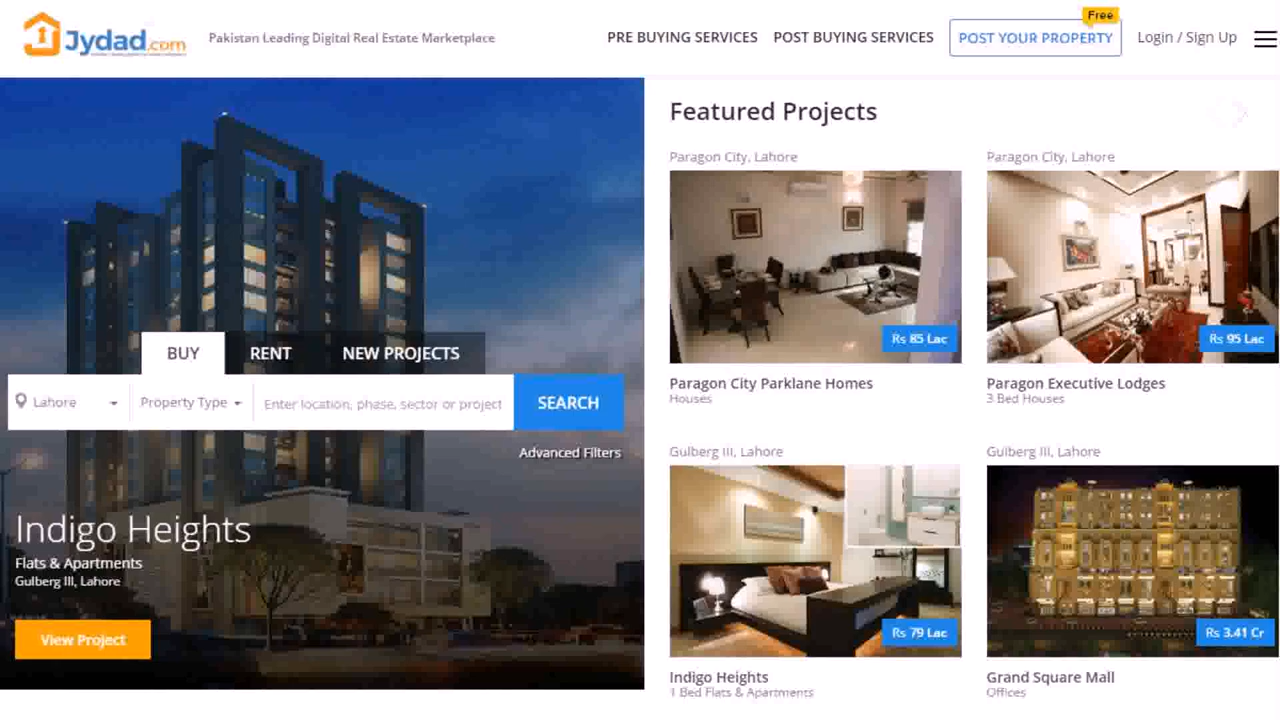 Jydad.com
Pakistan Leading Digital Real Estate Marketplace
PRE BUYING SERVICES
POST BUYING SERVICES
Free
POST YOUR PROPERTY
Login / Sign Up
BUY
RENT
NEW PROJECTS
Lahore
Property Type
Enter location, phase, sector or project
SEARCH
Advanced Filters
Indigo Heights
Flats & Apartments
Gulberg III, Lahore
View Project
Featured Projects
Paragon City, Lahore
Rs 85 Lac
Paragon City Parklane Homes
Houses
Paragon City, Lahore
Rs 95 Lac
Paragon Executive Lodges
3 Bed Houses
Gulberg III, Lahore
Rs 79 Lac
Indigo Heights
1 Bed Flats & Apartments
Gulberg III, Lahore
Rs 3.41 Cr
Grand Square Mall
Offices